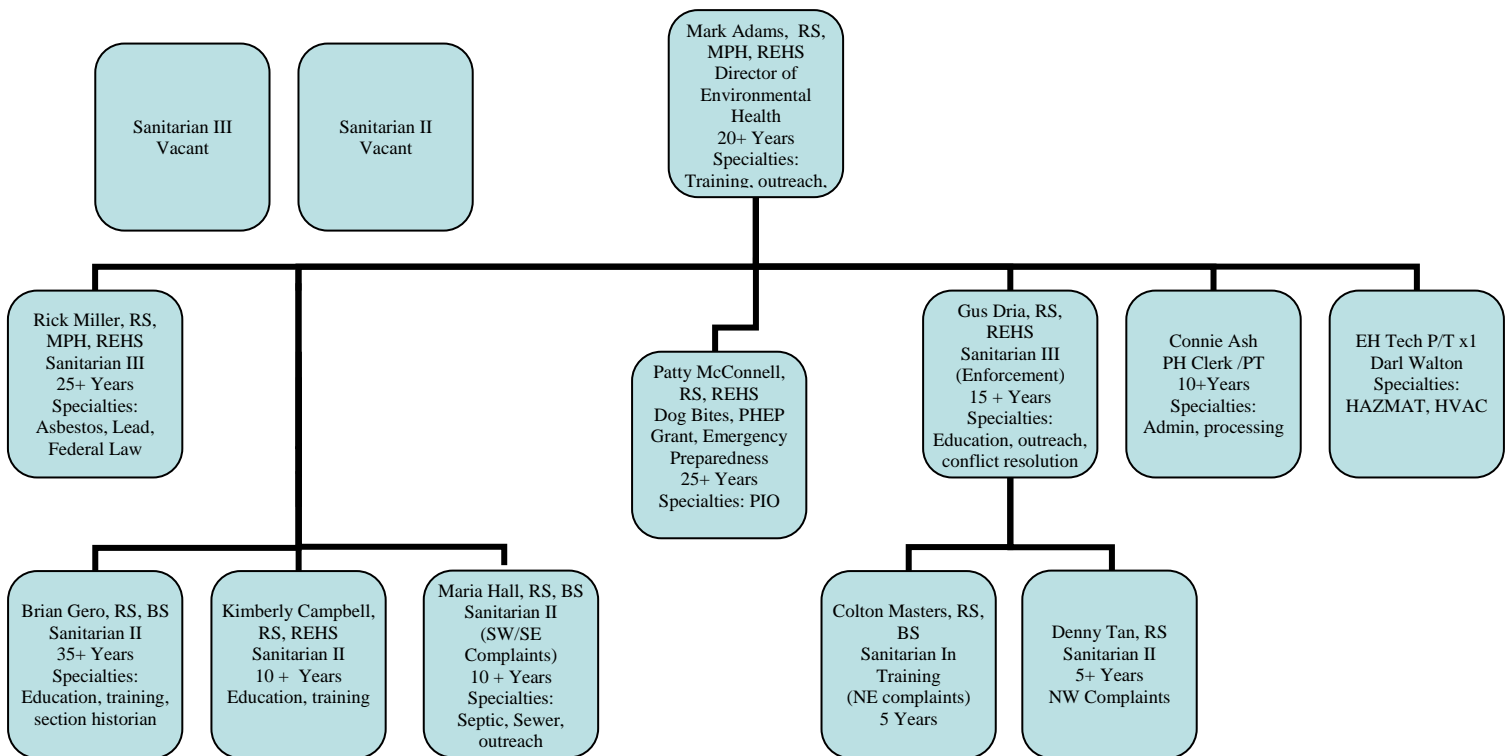 Sanitarian III
Vacant
Sanitarian II
Vacant
Mark Adams, RS,
MPH, REHS
Director of
Environmental
Health
20+ Years
Specialties:
Training, outreach,
Rick Miller, RS,
MPH, REHS
Sanitarian III
25+ Years
Specialties:
Asbestos, Lead,
Federal Law
Patty McConnell,
RS, REHS
Dog Bites, PHEP
Grant, Emergency
Preparedness
25+ Years
Specialties: PIO
Gus Dria, RS,
REHS
Sanitarian III
(Enforcement)
15 + Years
Specialties:
Education, outreach,
conflict resolution
Connie Ash
PH Clerk /PT
10+Years
Specialties:
Admin, processing
EH Tech P/T x1
Darl Walton
Specialties:
HAZMAT, HVAC
Brian Gero, RS, BS
Sanitarian II
35+ Years
Specialties:
Education, training,
section historian
Kimberly Campbell,
RS, REHS
Sanitarian II
10 + Years
Education, training
Maria Hall, RS, BS
Sanitarian II
(SW/SE
Complaints)
10 + Years
Specialties:
Septic, Sewer,
outreach
Colton Masters, RS,
BS
Sanitarian In
Training
(NE complaints)
5 Years
Denny Tan, RS
Sanitarian II
5+ Years
NW Complaints